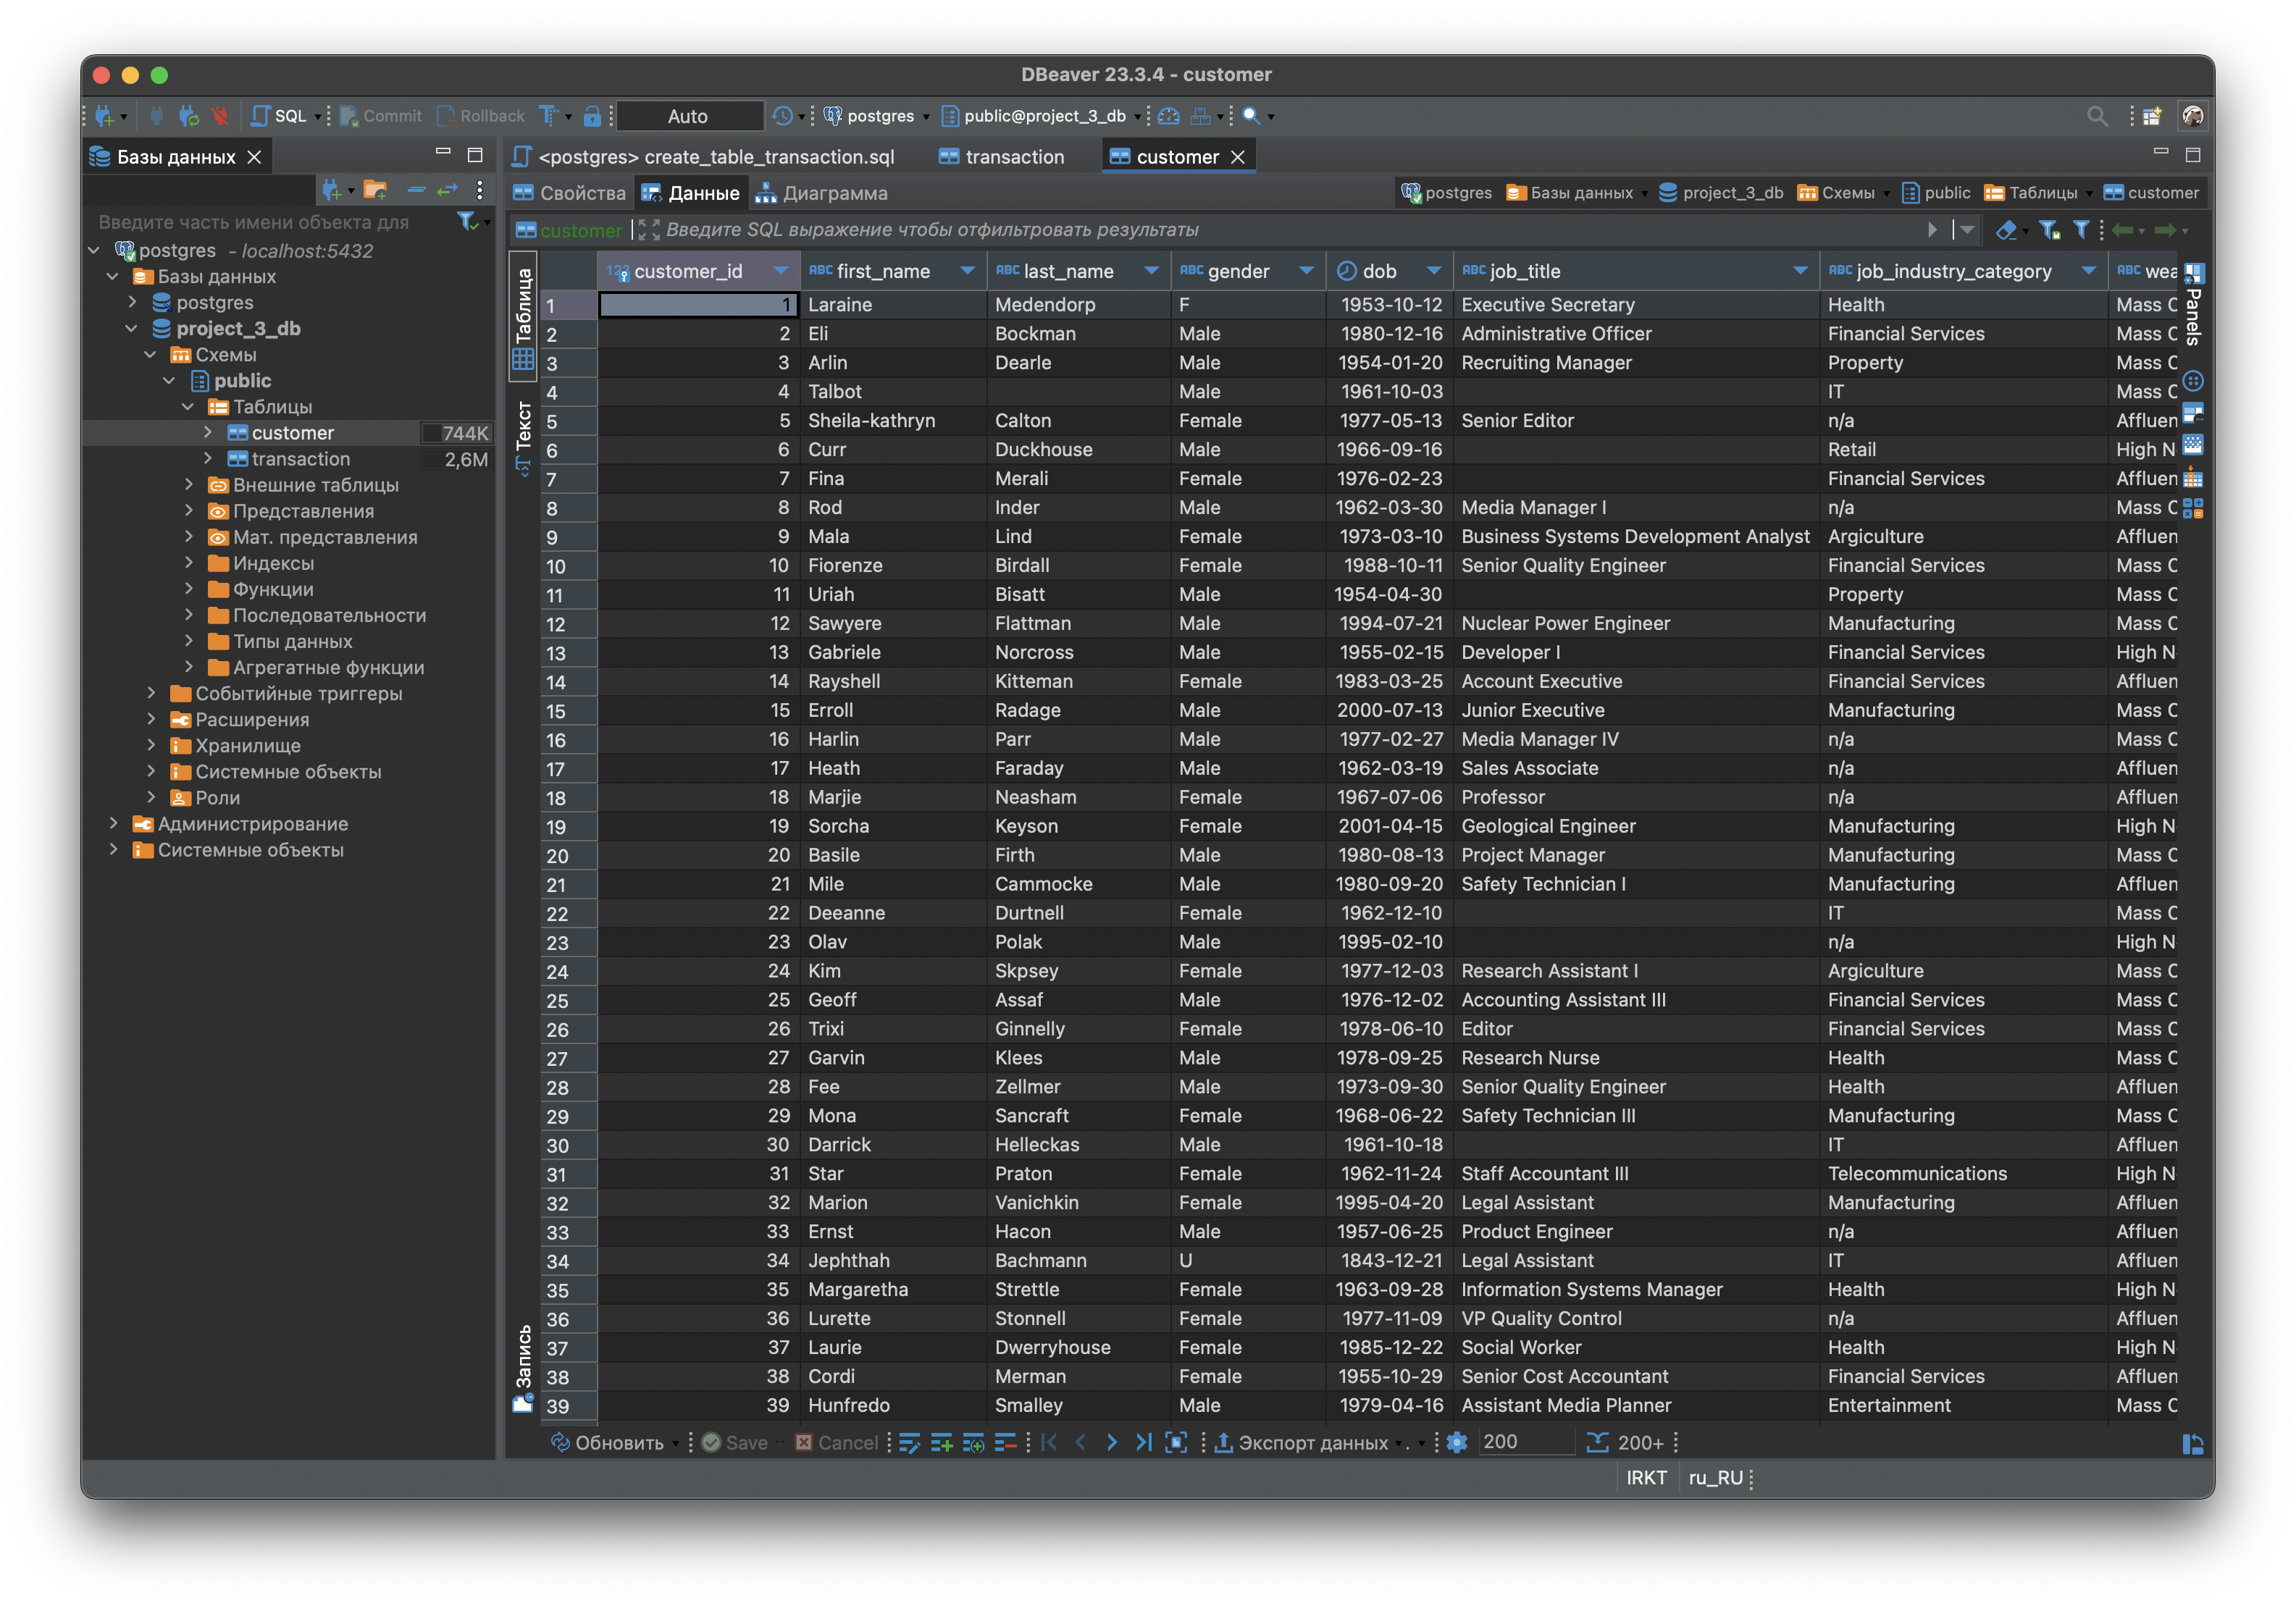 DBeaver 23.3.4 - customer
SQL Commit Rollback Auto postgres public@project_3_db
Базы данных
<postgres> create_table_transaction.sql transaction customer
Свойства Данные Диаграмма postgres Базы данных project_3_db Схемы public Таблицы customer
Введите часть имени объекта для
customer Введите SQL выражение чтобы отфильтровать результаты
postgres - localhost:5432
Базы данных
postgres
project_3_db
Схемы
public
Таблицы
customer 744K
transaction 2,6M
Внешние таблицы
Представления
Мат. представления
Индексы
Функции
Последовательности
Типы данных
Агрегатные функции
Событийные триггеры
Расширения
Хранилище
Системные объекты
Роли
Администрирование
Системные объекты
Таблица
Текст
Запись
Panels
123 customer_id ABC first_name ABC last_name ABC gender dob ABC job_title ABC job_industry_category ABC wea
1 1 Laraine Medendorp F 1953-10-12 Executive Secretary Health Mass C
2 2 Eli Bockman Male 1980-12-16 Administrative Officer Financial Services Mass C
3 3 Arlin Dearle Male 1954-01-20 Recruiting Manager Property Mass C
4 4 Talbot Male 1961-10-03 IT Mass C
5 5 Sheila-kathryn Calton Female 1977-05-13 Senior Editor n/a Affluen
6 6 Curr Duckhouse Male 1966-09-16 Retail High N
7 7 Fina Merali Female 1976-02-23 Financial Services Affluen
8 8 Rod Inder Male 1962-03-30 Media Manager I n/a Mass C
9 9 Mala Lind Female 1973-03-10 Business Systems Development Analyst Argiculture Affluen
10 10 Fiorenze Birdall Female 1988-10-11 Senior Quality Engineer Financial Services Mass C
11 11 Uriah Bisatt Male 1954-04-30 Property Mass C
12 12 Sawyere Flattman Male 1994-07-21 Nuclear Power Engineer Manufacturing Mass C
13 13 Gabriele Norcross Male 1955-02-15 Developer I Financial Services High N
14 14 Rayshell Kitteman Female 1983-03-25 Account Executive Financial Services Affluen
15 15 Erroll Radage Male 2000-07-13 Junior Executive Manufacturing Mass C
16 16 Harlin Parr Male 1977-02-27 Media Manager IV n/a Mass C
17 17 Heath Faraday Male 1962-03-19 Sales Associate n/a Affluen
18 18 Marjie Neasham Female 1967-07-06 Professor n/a Affluen
19 19 Sorcha Keyson Female 2001-04-15 Geological Engineer Manufacturing High N
20 20 Basile Firth Male 1980-08-13 Project Manager Manufacturing Mass C
21 21 Mile Cammocke Male 1980-09-20 Safety Technician I Manufacturing Affluen
22 22 Deeanne Durtnell Female 1962-12-10 IT Mass C
23 23 Olav Polak Male 1995-02-10 n/a High N
24 24 Kim Skpsey Female 1977-12-03 Research Assistant I Argiculture Mass C
25 25 Geoff Assaf Male 1976-12-02 Accounting Assistant III Financial Services Mass C
26 26 Trixi Ginnelly Female 1978-06-10 Editor Financial Services Mass C
27 27 Garvin Klees Male 1978-09-25 Research Nurse Health Mass C
28 28 Fee Zellmer Male 1973-09-30 Senior Quality Engineer Health Affluen
29 29 Mona Sancraft Female 1968-06-22 Safety Technician III Manufacturing Mass C
30 30 Darrick Helleckas Male 1961-10-18 IT Affluen
31 31 Star Praton Female 1962-11-24 Staff Accountant III Telecommunications High N
32 32 Marion Vanichkin Female 1995-04-20 Legal Assistant Manufacturing Affluen
33 33 Ernst Hacon Male 1957-06-25 Product Engineer n/a Affluen
34 34 Jephthah Bachmann U 1843-12-21 Legal Assistant IT Affluen
35 35 Margaretha Strettle Female 1963-09-28 Information Systems Manager Health High N
36 36 Lurette Stonnell Female 1977-11-09 VP Quality Control n/a Affluen
37 37 Laurie Dwerryhouse Female 1985-12-22 Social Worker Health High N
38 38 Cordi Merman Female 1955-10-29 Senior Cost Accountant Financial Services Affluen
39 39 Hunfredo Smalley Male 1979-04-16 Assistant Media Planner Entertainment Mass C
Обновить Save Cancel Экспорт данных 200 200+
IRKT ru_RU